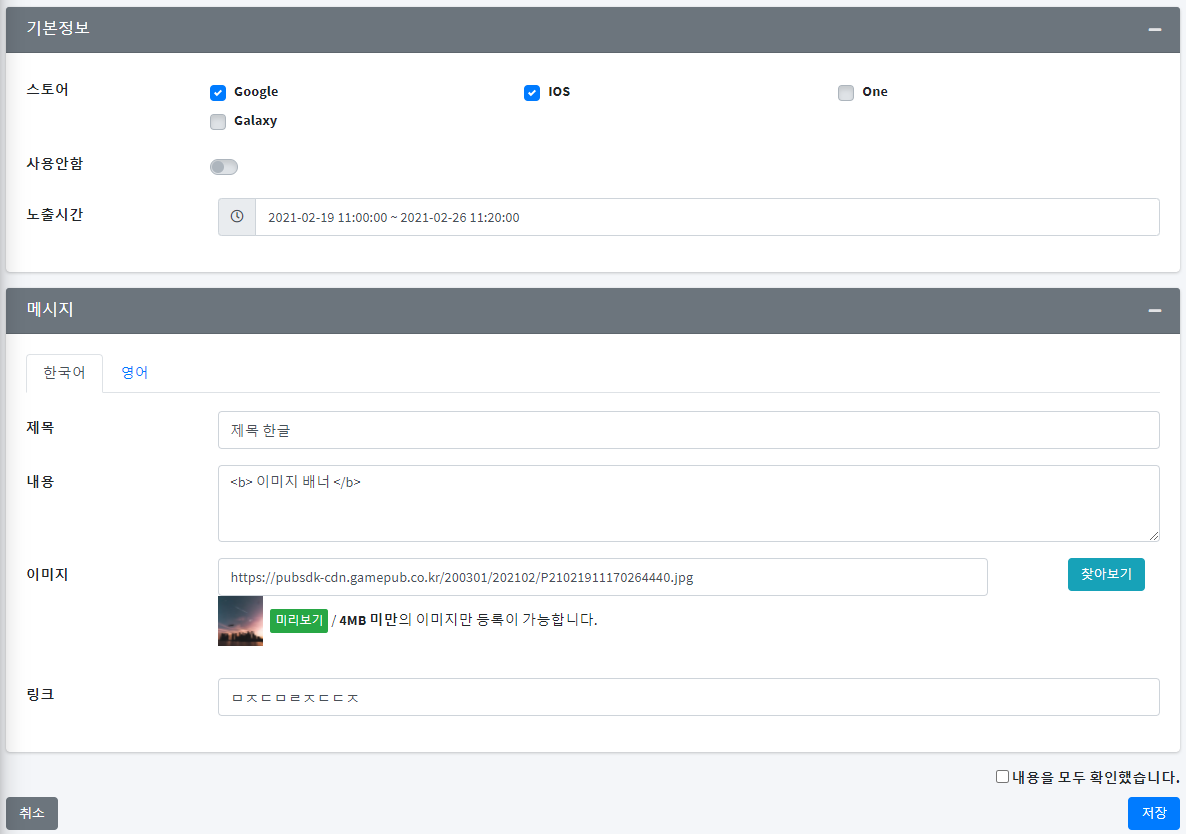 기본정보
스토어
Google
IOS
One
Galaxy
사용안함
노출시간
2021-02-19 11:00:00 ~ 2021-02-26 11:20:00
메시지
한국어 영어
제목
제목 한글
내용
<b> 이미지 배너 </b>
이미지
https://pubsdk-cdn.gamepub.co.kr/200301/202102/P21021911170264440.jpg
찾아보기
미리보기 / 4MB 미만의 이미지만 등록이 가능합니다.
링크
ㅁㅈㄷㅁㄹㅈㄷㄷㅈ
내용을 모두 확인했습니다.
취소
저장